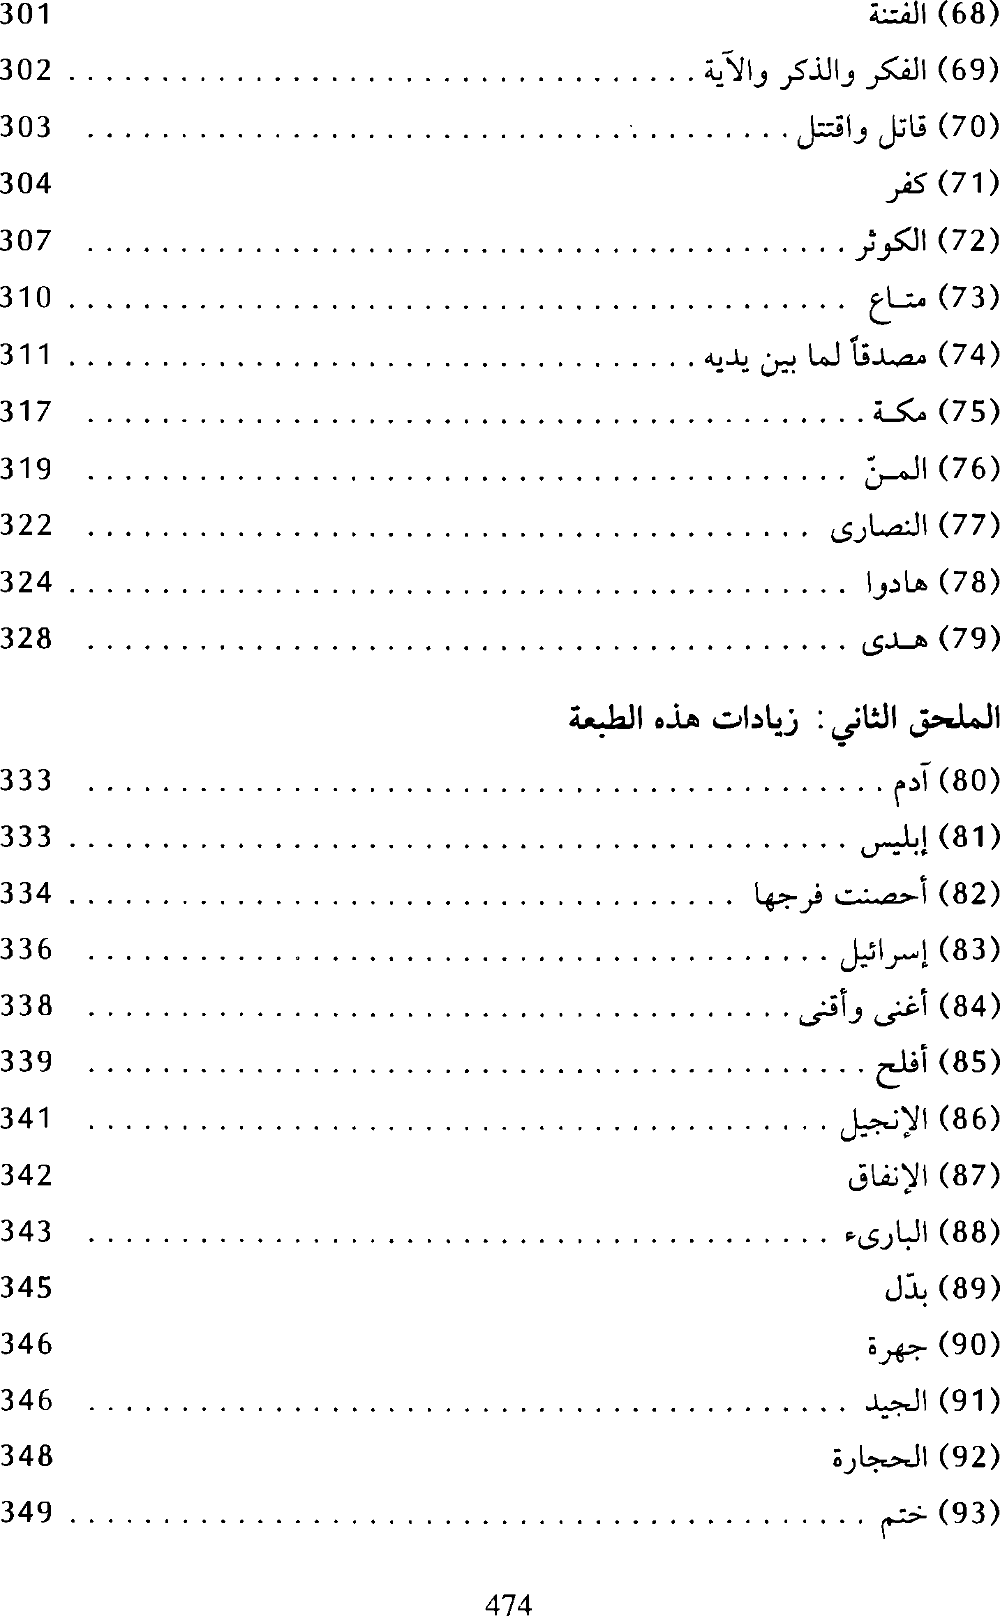 (68) الفتنة 301
(69) الفكر والذكر والآية 302
(70) قاتل واقتتل 303
(71) كفر 304
(72) الكوثر 307
(73) متـاع 310
(74) مصدقاً لما بين يديه 311
(75) مكـة 317
(76) المـنّ 319
(77) النصارى 322
(78) هادوا 324
(79) هـدى 328
الملحق الثاني : زيادات هذه الطبعة
(80) آدم 333
(81) إبليس 333
(82) أحصنت فرجها 334
(83) إسرائيل 336
(84) أغنى وأقنى 338
(85) أفلح 339
(86) الإنجيل 341
(87) الإنفاق 342
(88) البارىء 343
(89) بدّل 345
(90) جهرة 346
(91) الجيد 346
(92) الحجارة 348
(93) ختم 349
474